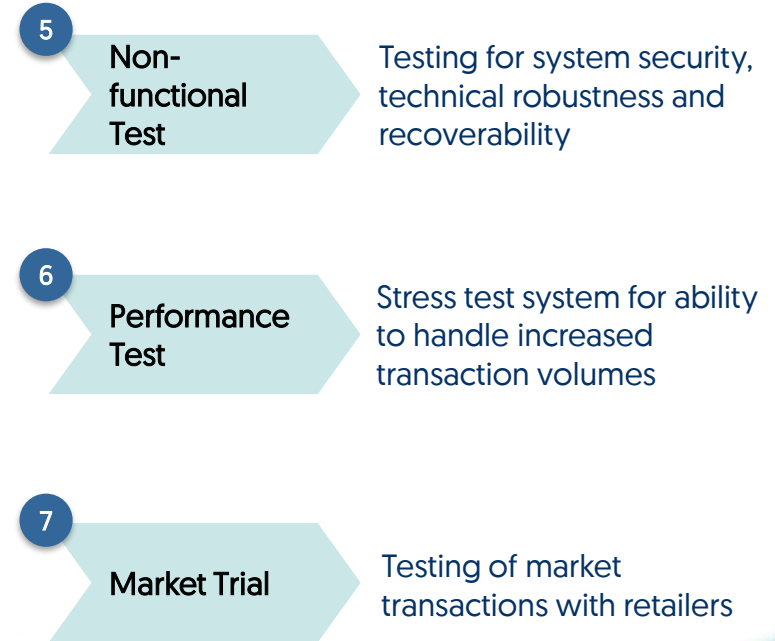 5
Non-
functional
Test
Testing for system security,
technical robustness and
recoverability
6
Performance
Test
Stress test system for ability
to handle increased
transaction volumes
7
Market Trial
Testing of market
transactions with retailers